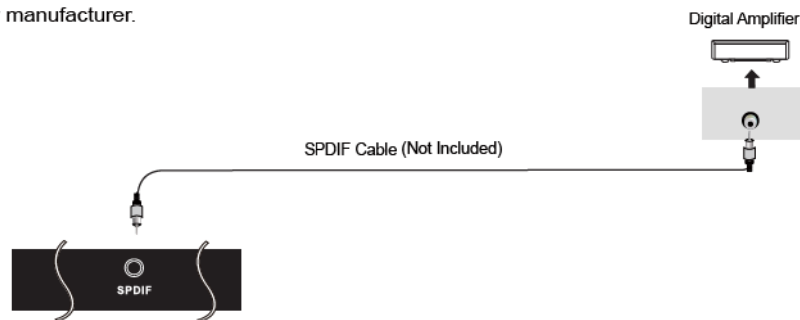 manufacturer.
Digital Amplifier
SPDIF Cable (Not Included)
SPDIF